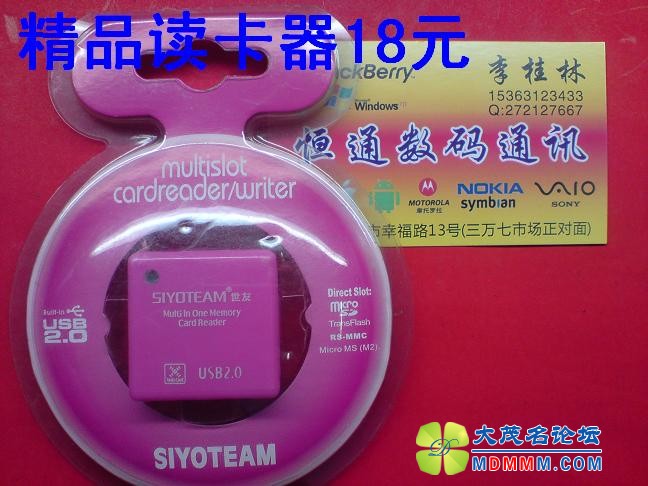 精品读卡器18元
ckBerry
李桂林
15363123433
Windows
Q:272127667
恒通数码通讯
MOTOROLA
摩托罗拉
NOKIA
symbian
VAIO
SONY
市幸福路13号(三万七市场正对面)
multislot
cardreader/writer
SIYOTEAM® 世友
Multi In One Memory
Card Reader
USB2.0
Built-in
USB
2.0
Direct Slot:
micro
SD
TransFlash
RS-MMC
Micro MS (M2).
SIYOTEAM
大茂名论坛
MDMMM.COM